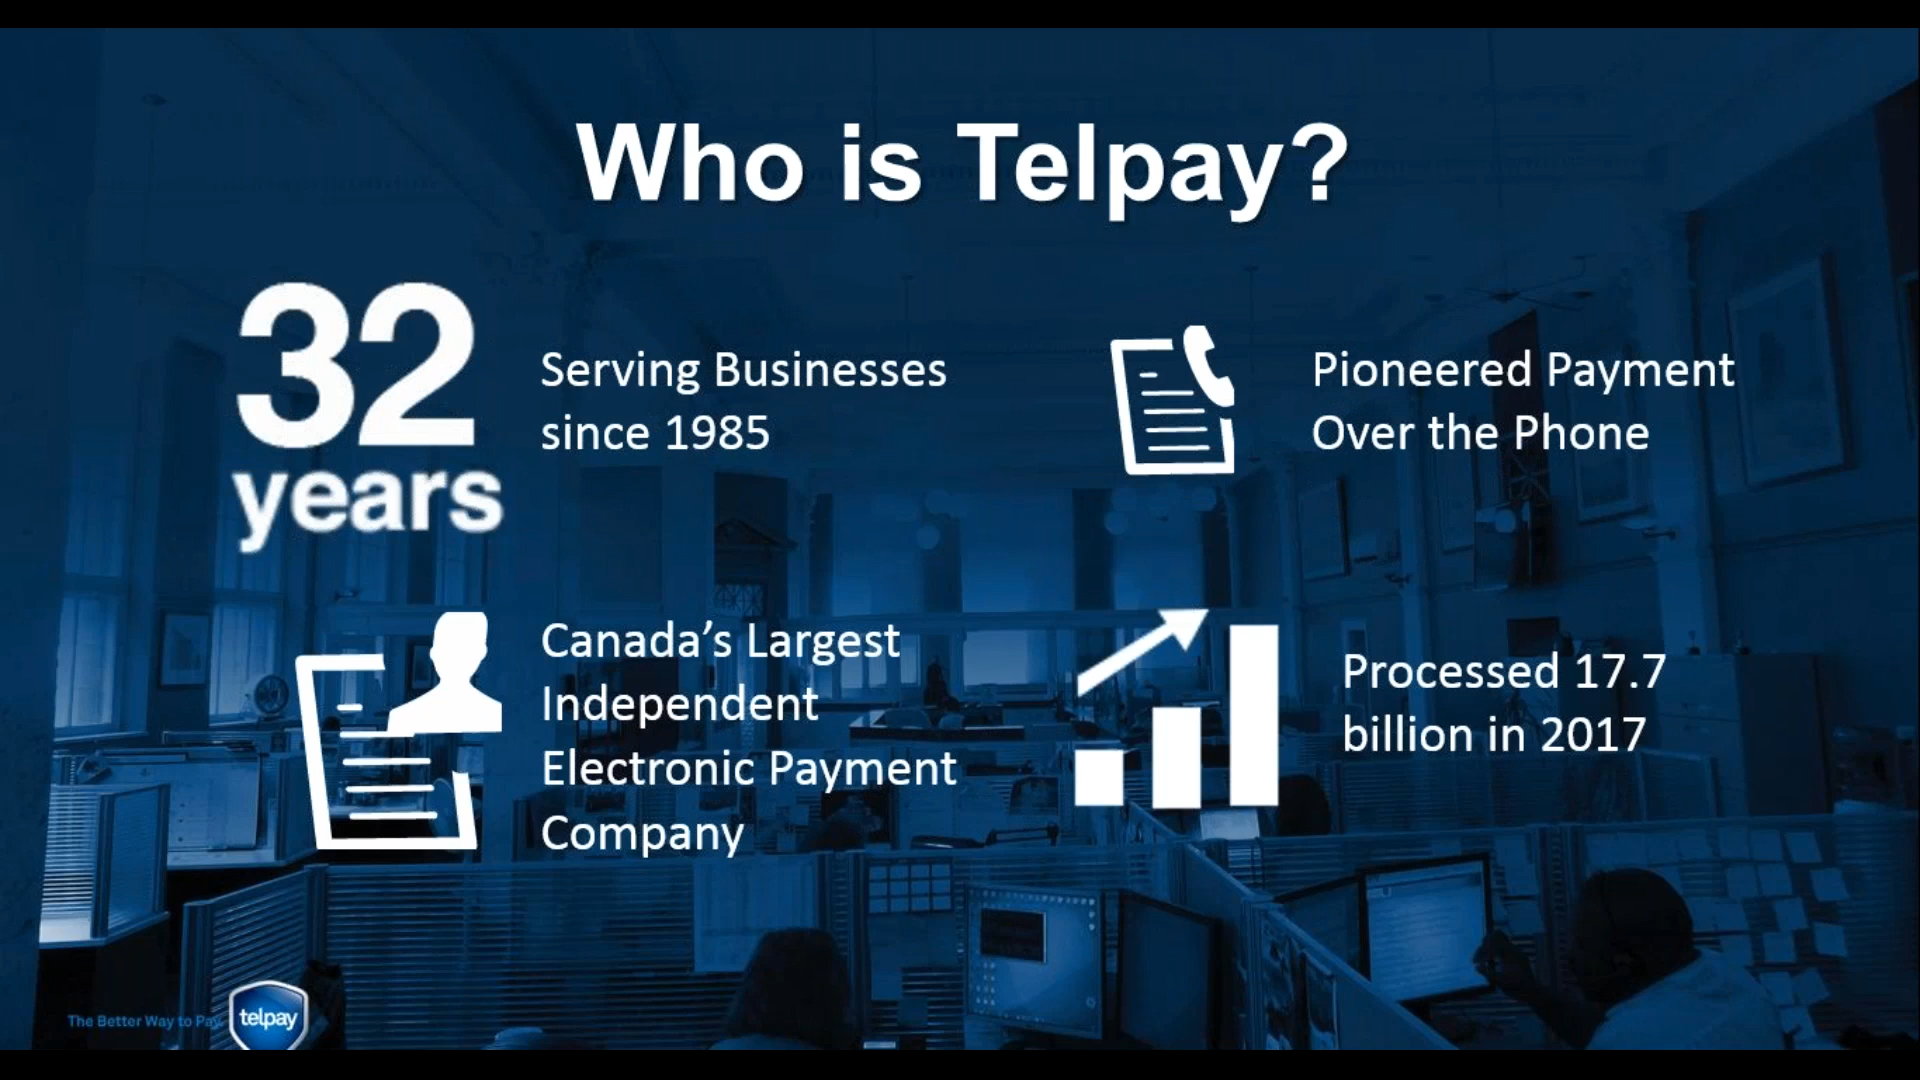 Who is Telpay?
32
years
Serving Businesses
since 1985
Pioneered Payment
Over the Phone
Canada’s Largest
Independent
Electronic Payment
Company
Processed 17.7
billion in 2017
The Better Way to Pay
telpay